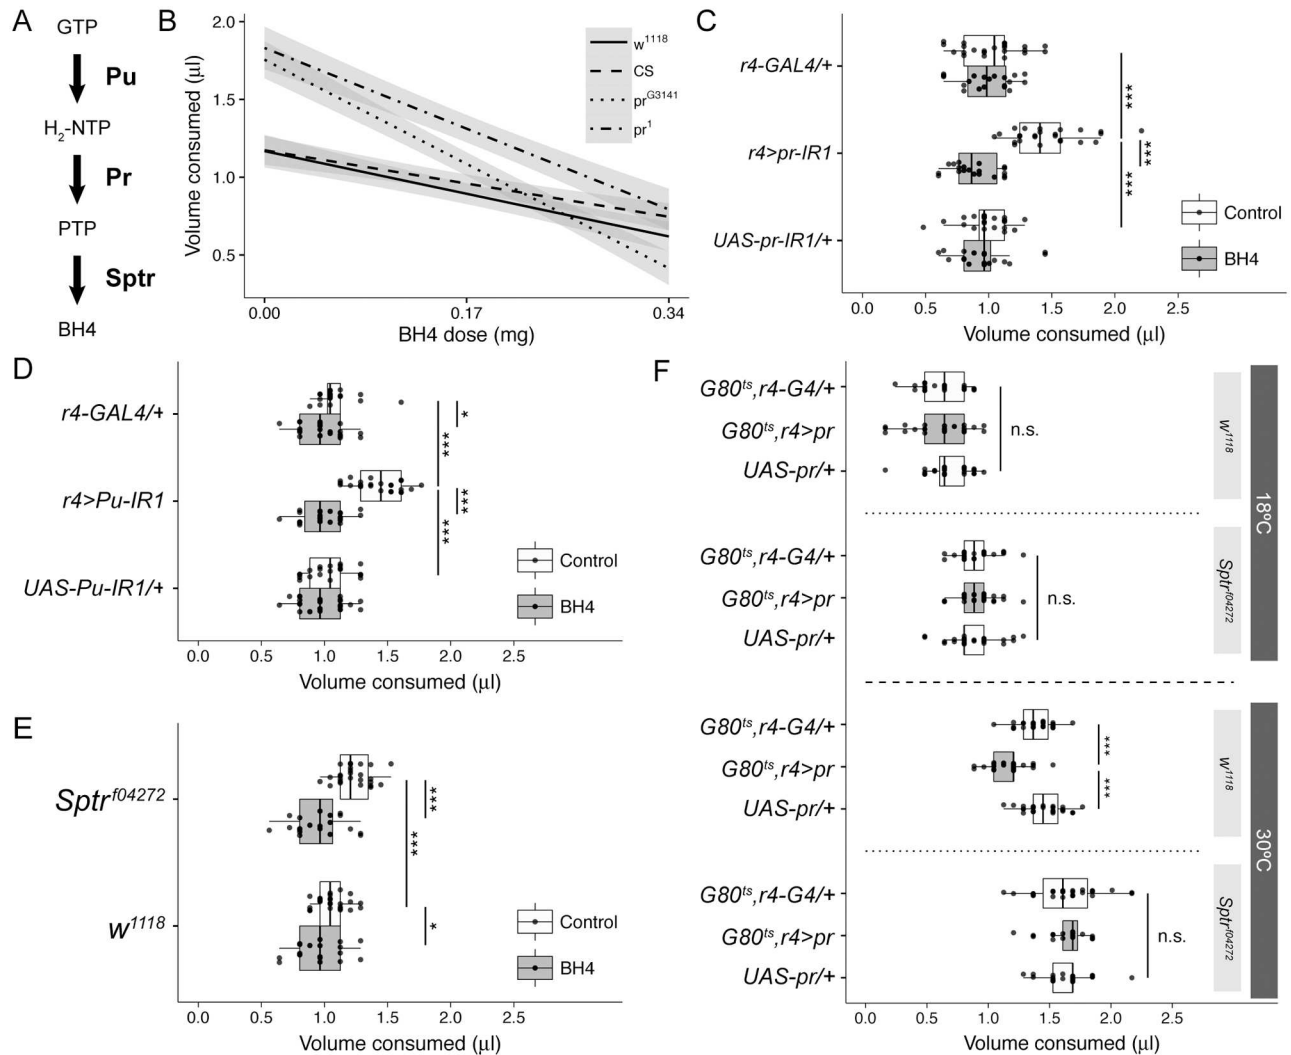 A
GTP
Pu
H2-NTP
Pr
PTP
Sptr
BH4
B
Volume consumed (μl)
2.0
1.5
1.0
0.5
0.00
0.17
0.34
BH4 dose (mg)
w1118
CS
prG3141
pr1
C
r4-GAL4/+
r4>pr-IR1
UAS-pr-IR1/+
***
***
***
Control
BH4
0.0
0.5
1.0
1.5
2.0
2.5
Volume consumed (μl)
D
r4-GAL4/+
r4>Pu-IR1
UAS-Pu-IR1/+
*
***
***
***
Control
BH4
0.0
0.5
1.0
1.5
2.0
2.5
Volume consumed (μl)
E
Sptrf04272
w1118
***
***
*
Control
BH4
0.0
0.5
1.0
1.5
2.0
2.5
Volume consumed (μl)
F
G80ts,r4-G4/+
G80ts,r4>pr
UAS-pr/+
n.s.
w1118
G80ts,r4-G4/+
G80ts,r4>pr
UAS-pr/+
n.s.
Sptrf04272
18ºC
G80ts,r4-G4/+
G80ts,r4>pr
UAS-pr/+
***
***
w1118
G80ts,r4-G4/+
G80ts,r4>pr
UAS-pr/+
n.s.
Sptrf04272
30ºC
0.0
0.5
1.0
1.5
2.0
2.5
Volume consumed (μl)